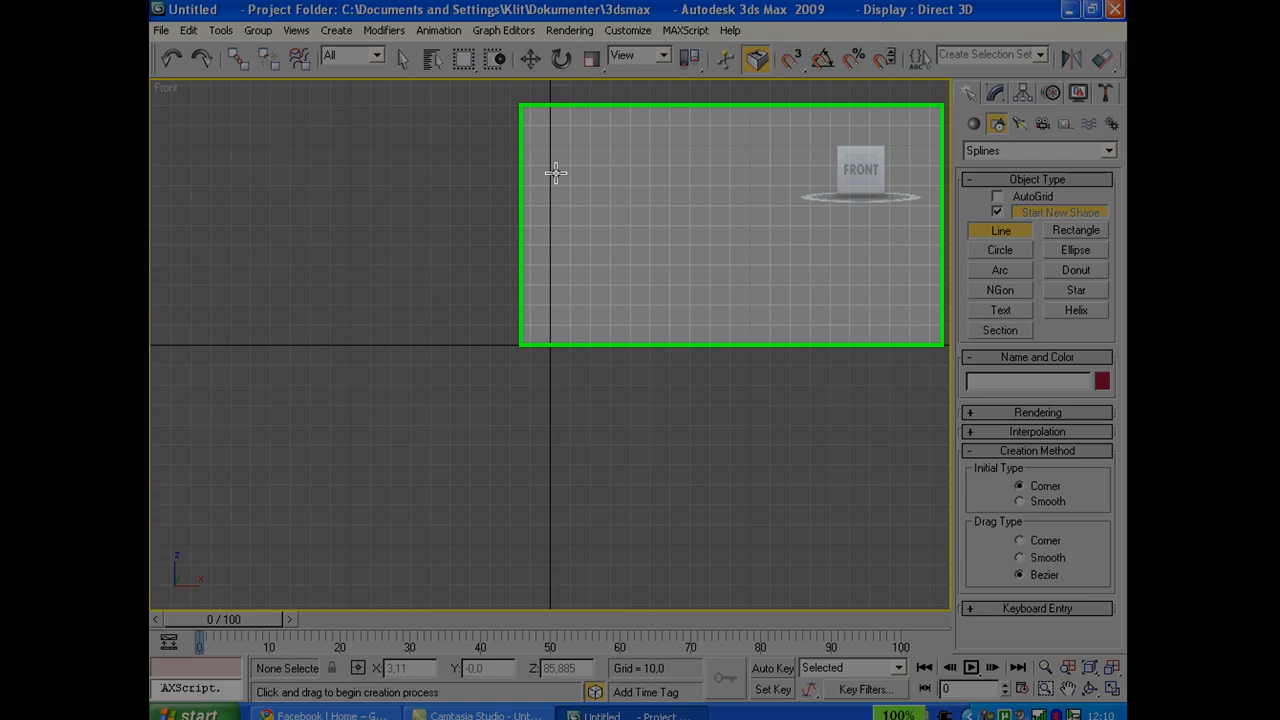 Untitled - Project Folder: C:\Documents and Settings\Klit\Dokumenter\3dsmax - Autodesk 3ds Max 2009 - Display : Direct 3D
File Edit Tools Group Views Create Modifiers Animation Graph Editors Rendering Customize MAXScript Help
All View 3 Create Selection Set
Front
FRONT
Splines
- Object Type
AutoGrid
Start New Shape
Line Rectangle
Circle Ellipse
Arc Donut
NGon Star
Text Helix
Section
- Name and Color
+ Rendering
+ Interpolation
- Creation Method
Initial Type
Corner
Smooth
Drag Type
Corner
Smooth
Bezier
+ Keyboard Entry
z
x
< 0 / 100 >
0 10 20 30 40 50 60 70 80 90 100
None Selecte X: 3,11 Y: -0,0 Z: 85,885 Grid = 10,0 Auto Key Selected
AXScript. Click and drag to begin creation process Add Time Tag Set Key Key Filters... 0
start Facebook | Home – G... Camtasia Studio - Unt... Untitled - Project ... 100% 12:10